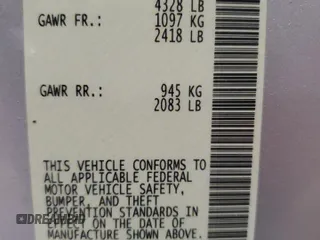 4328 LB
GAWR FR.: 1097 KG
2418 LB
GAWR RR.: 945 KG
2083 LB
THIS VEHICLE CONFORMS TO
ALL APPLICABLE FEDERAL
MOTOR VEHICLE SAFETY,
BUMPER, AND THEFT
PREVENTION STANDARDS IN
EFFECT ON THE DATE OF
MANUFACTURE SHOWN ABOVE.
DREAMERO